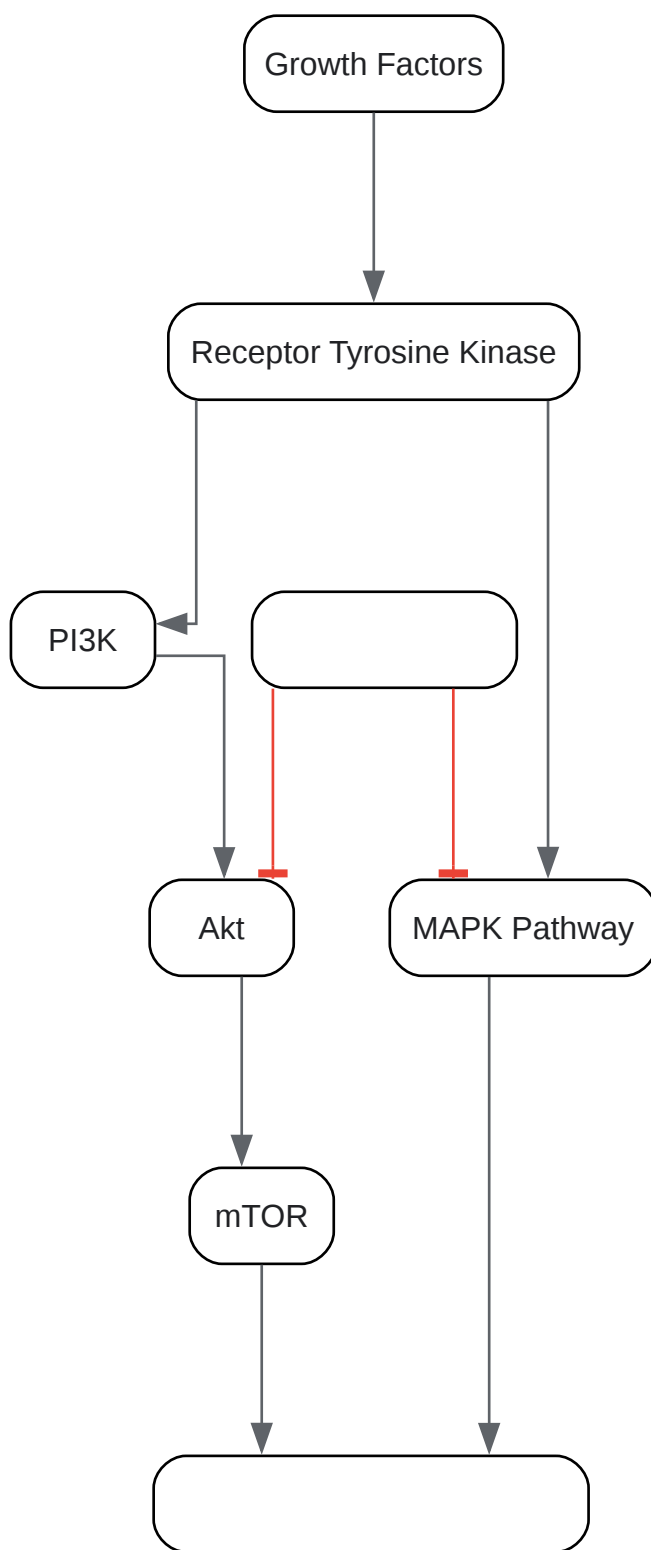 Growth Factors
Receptor Tyrosine Kinase
PI3K
Akt
MAPK Pathway
mTOR